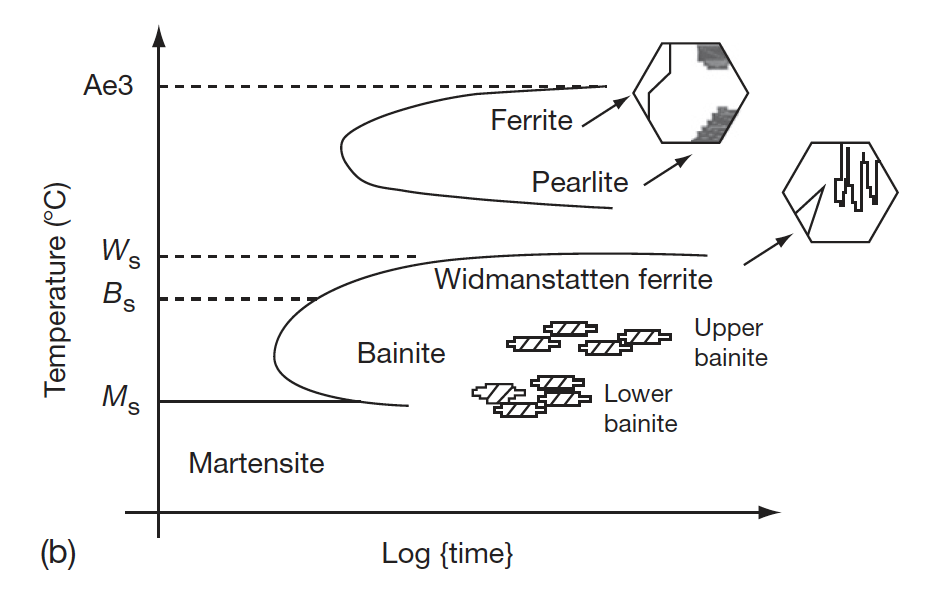 Ae3
Ferrite
Pearlite
Ws
Widmanstatten ferrite
Bs
Upper
bainite
Bainite
Ms
Lower
bainite
Martensite
Temperature (°C)
(b)
Log {time}